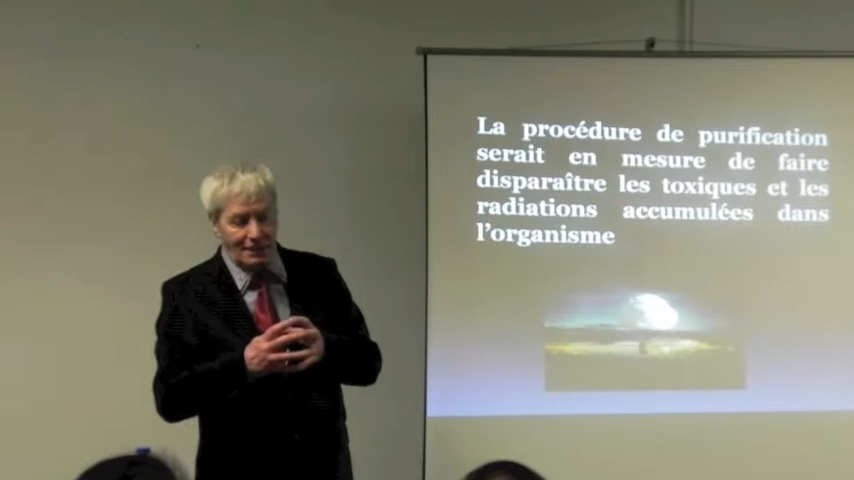 La procédure de purification
serait en mesure de faire
disparaître les toxiques et les
radiations accumulées dans
l'organisme